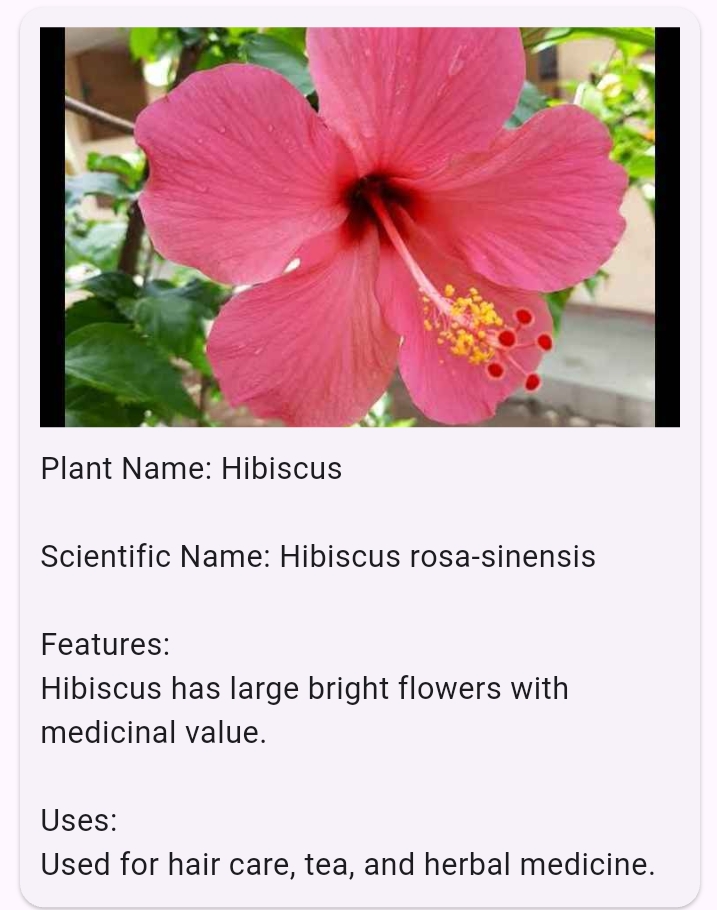 Plant Name: Hibiscus
Scientific Name: Hibiscus rosa-sinensis
Features:
Hibiscus has large bright flowers with
medicinal value.
Uses:
Used for hair care, tea, and herbal medicine.